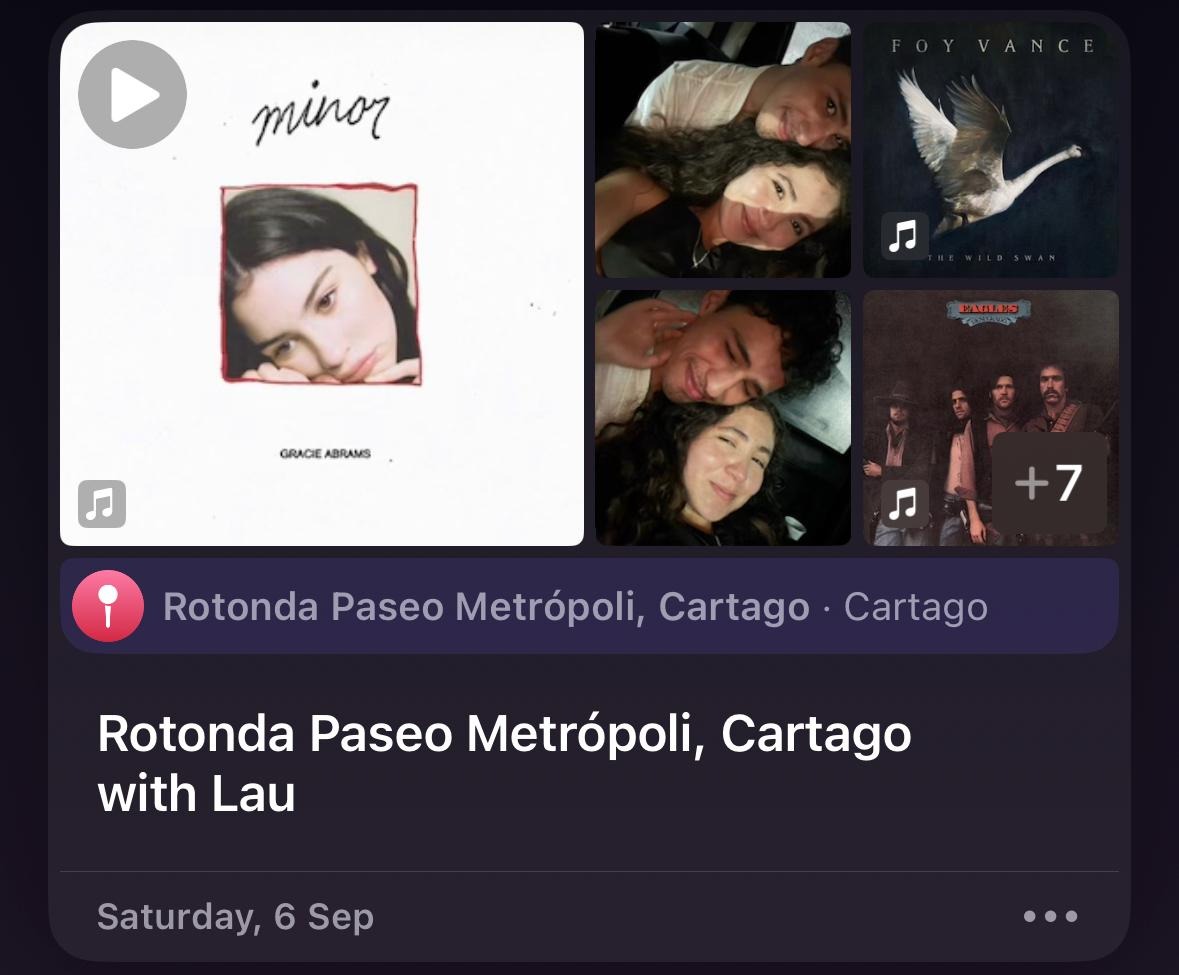 minor
GRACIE ABRAMS
FOY VANCE
THE WILD SWAN
EAGLES
+7
Rotonda Paseo Metrópoli, Cartago · Cartago
Rotonda Paseo Metrópoli, Cartago
with Lau
Saturday, 6 Sep